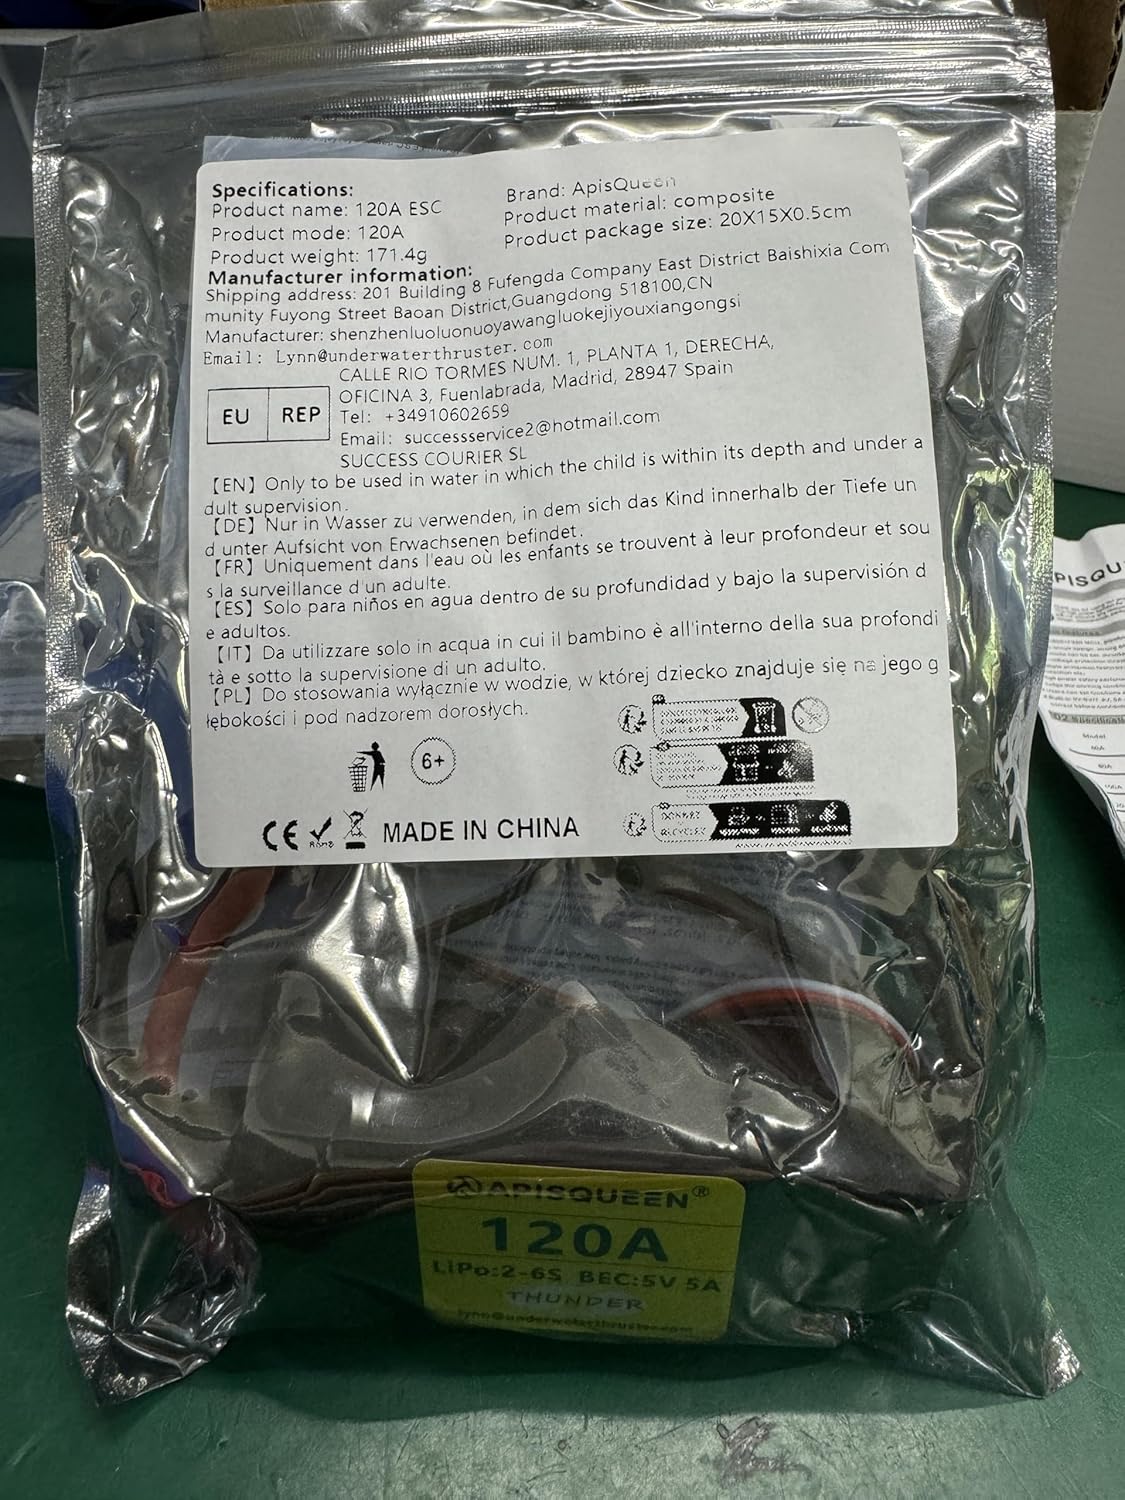 Specifications:
Product name: 120A ESC
Product mode: 120A
Product weight: 171.4g
Brand: ApisQueen
Product material: composite
Product package size: 20X15X0.5cm
Manufacturer information:
Shipping address: 201 Building 8 Fufengda Company East District Baishixia Com
munity Fuyong Street Baoan District,Guangdong 518100,CN
Manufacturer: shenzhenluoluonuoyawangluokejiyouxiangongsi
Email: Lynn@underwaterthruster.com
EU REP
CALLE RIO TORMES NUM. 1, PLANTA 1, DERECHA,
OFICINA 3, Fuenlabrada, Madrid, 28947 Spain
Tel: +34910602659
Email: successservice2@hotmail.com
SUCCESS COURIER SL
【EN】Only to be used in water in which the child is within its depth and under a
dult supervision.
【DE】Nur in Wasser zu verwenden, in dem sich das Kind innerhalb der Tiefe un
d unter Aufsicht von Erwachsenen befindet.
【FR】Uniquement dans l'eau où les enfants se trouvent à leur profondeur et sou
s la surveillance d'un adulte.
【ES】Solo para niños en agua dentro de su profundidad y bajo la supervisión d
e adultos.
【IT】Da utilizzare solo in acqua in cui il bambino è all'interno della sua profondi
tà e sotto la supervisione di un adulto.
【PL】Do stosowania wyłącznie w wodzie, w której dziecko znajduje się na jego g
łębokości i pod nadzorem dorosłych.
6+
CE RoHS MADE IN CHINA
APISQUEEN®
120A
LiPo:2-6S BEC:5V 5A
THUNDER
lynn@underwaterthruster.com
PISQU
Model
60A
80A